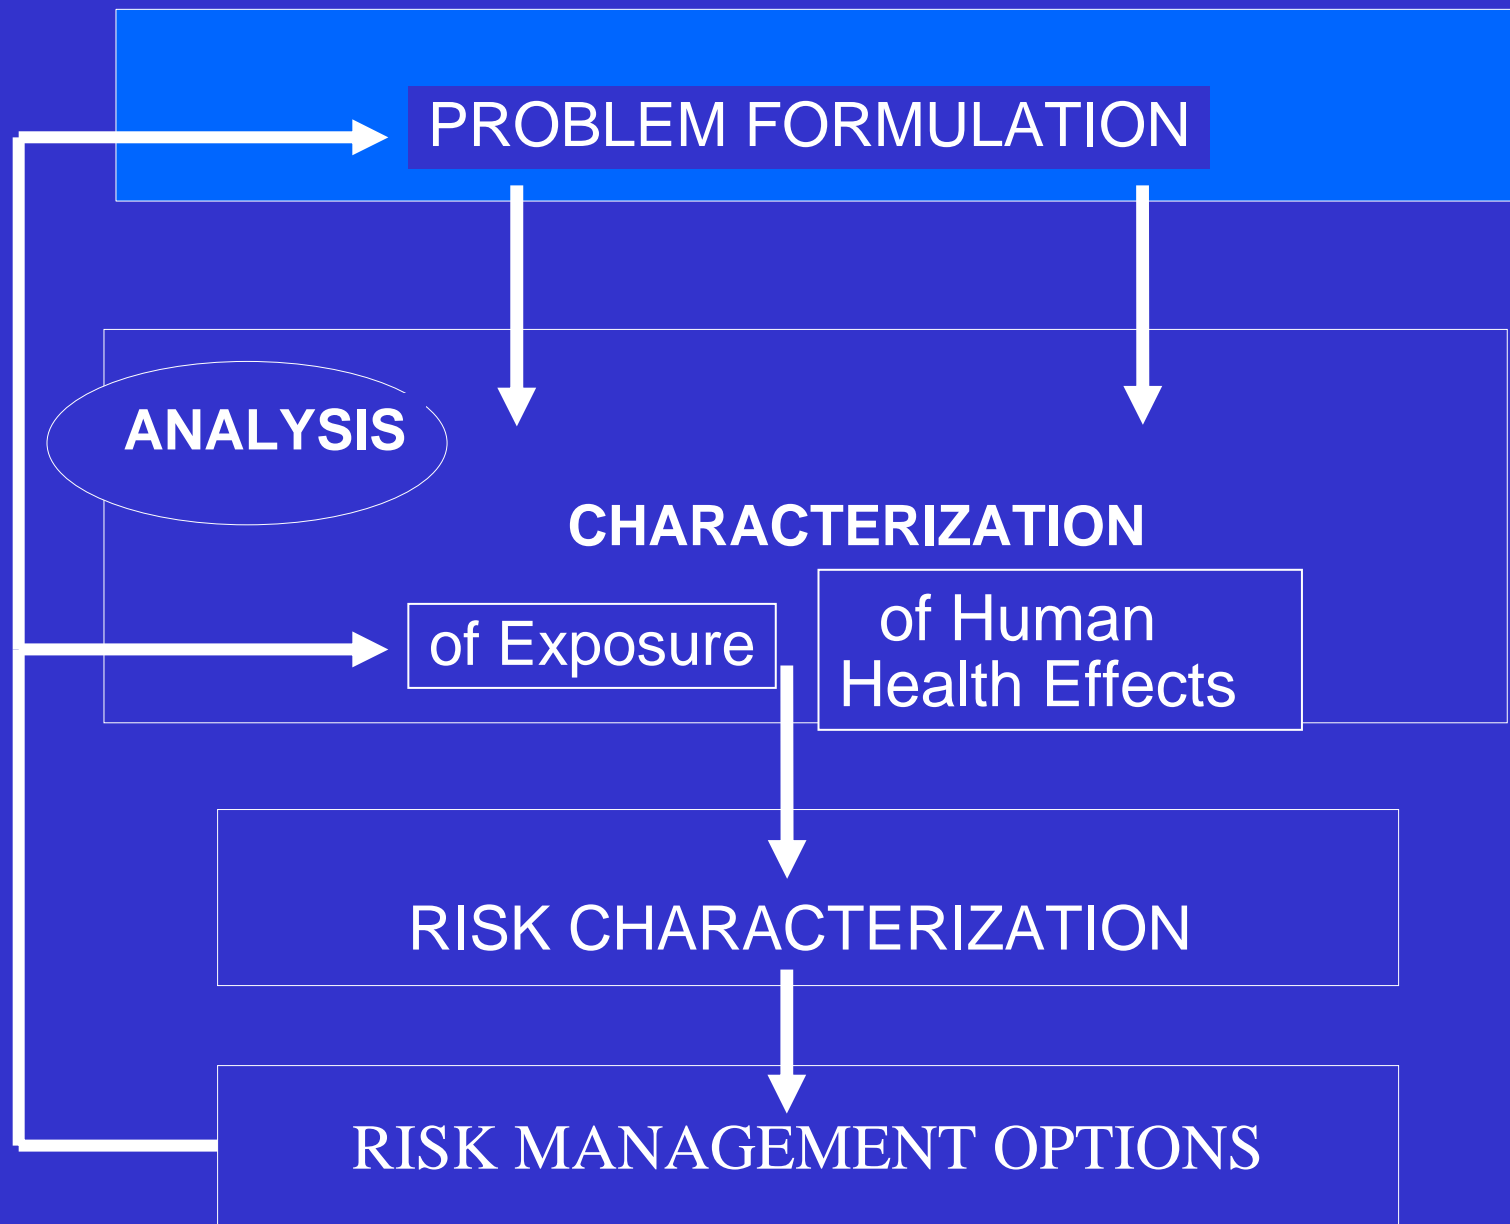 PROBLEM FORMULATION
ANALYSIS
CHARACTERIZATION
of Exposure
of Human
Health Effects
RISK CHARACTERIZATION
RISK MANAGEMENT OPTIONS